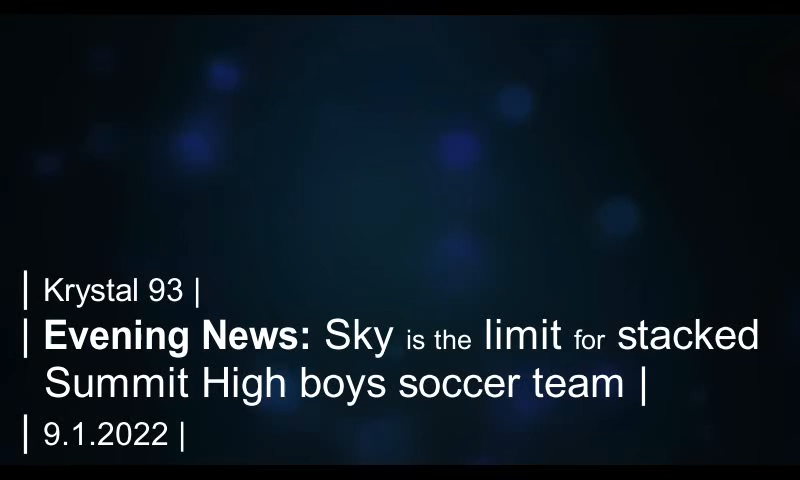 | Krystal 93 |
| Evening News: Sky is the limit for stacked
Summit High boys soccer team |
| 9.1.2022 |